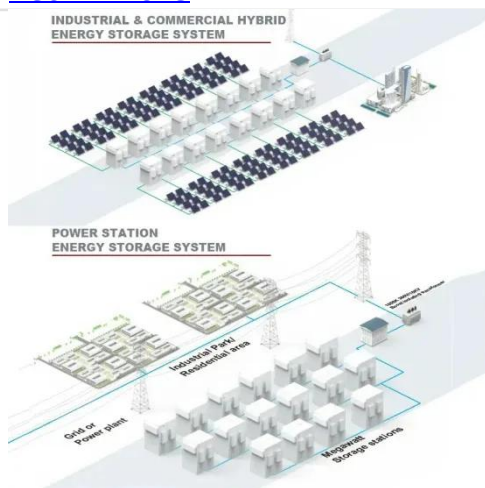 INDUSTRIAL & COMMERCIAL HYBRID
ENERGY STORAGE SYSTEM
POWER STATION
ENERGY STORAGE SYSTEM
Industrial Park/
Residential area
Grid or
Power plant
Megawatt
Storage stations